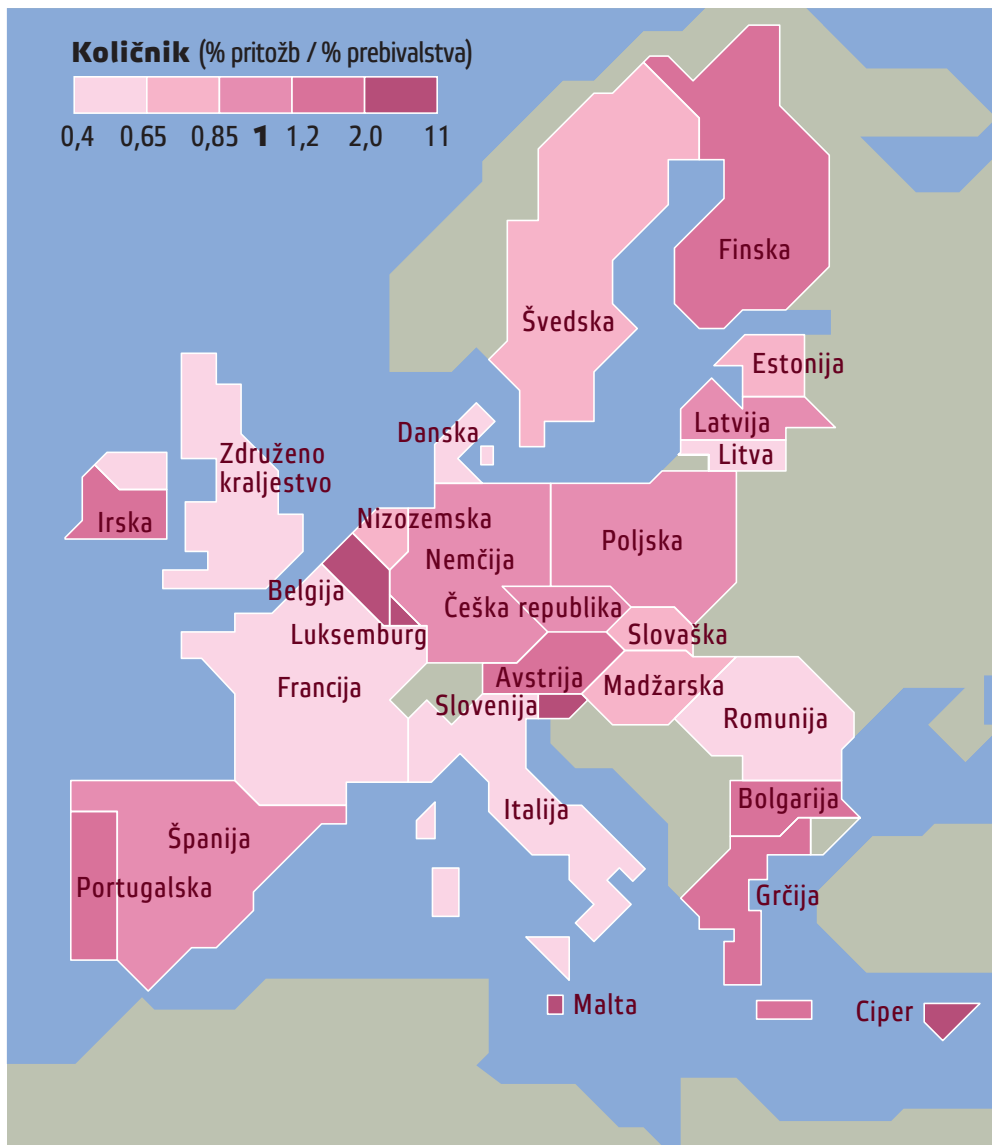 Količnik (% pritožb / % prebivalstva)
0,4 0,65 0,85 1 1,2 2,0 11
Finska
Švedska
Estonija
Latvija
Litva
Danska
Združeno
kraljestvo
Irska
Nizozemska
Nemčija
Poljska
Belgija
Češka republika
Luksemburg
Slovaška
Francija
Avstrija
Madžarska
Slovenija
Romunija
Italija
Bolgarija
Španija
Portugalska
Grčija
Malta
Ciper